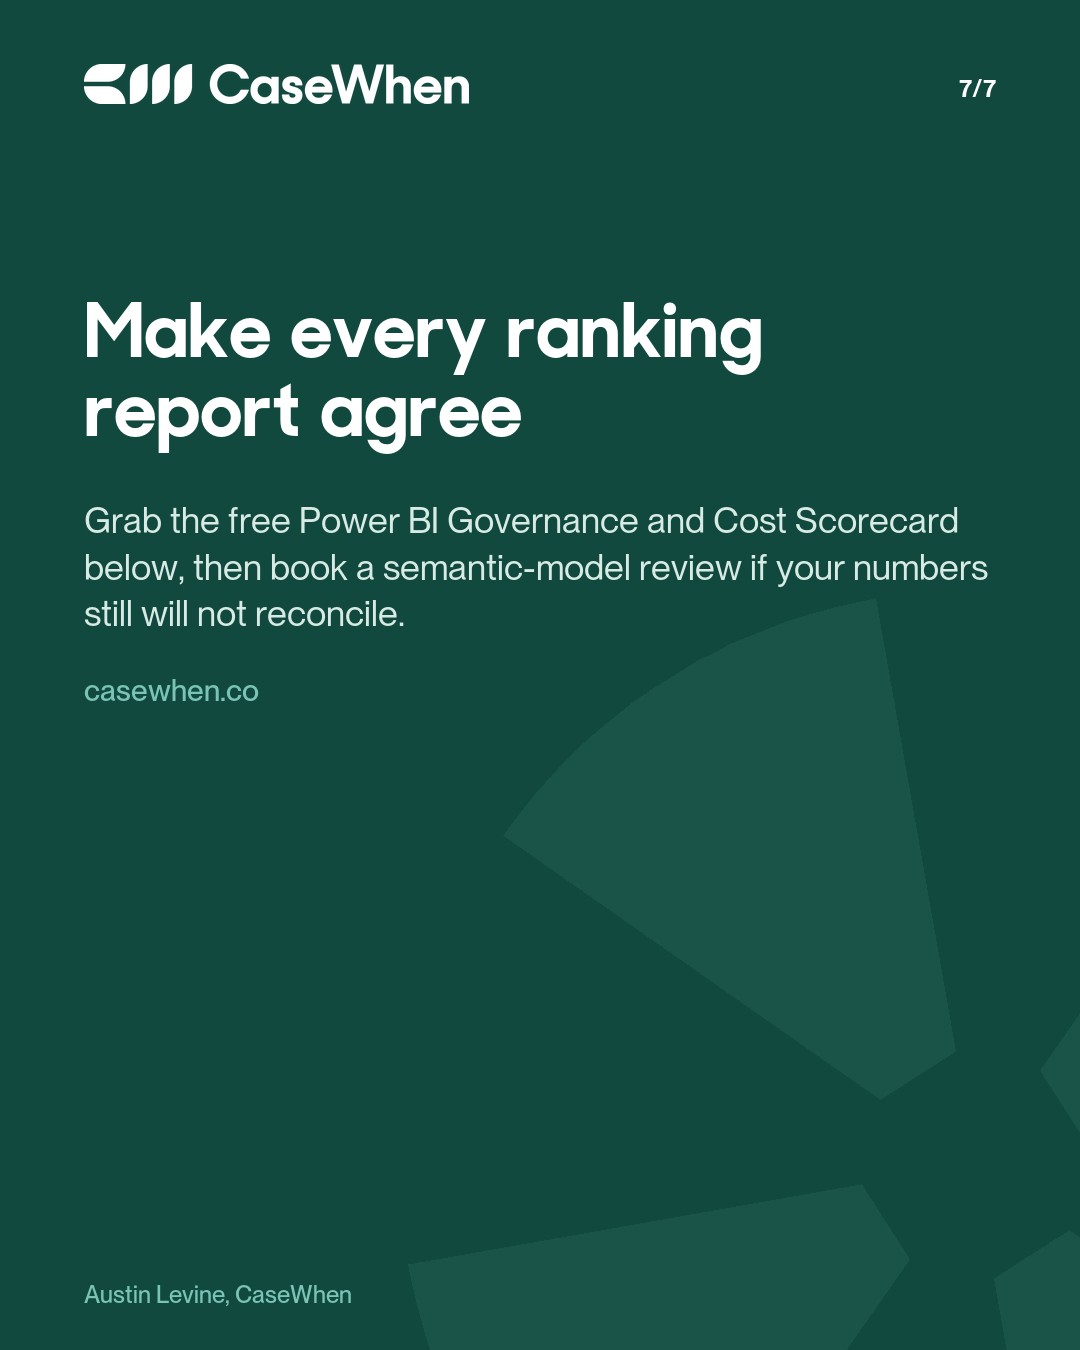 CaseWhen
7/7
Make every ranking
report agree
Grab the free Power BI Governance and Cost Scorecard
below, then book a semantic-model review if your numbers
still will not reconcile.
casewhen.co
Austin Levine, CaseWhen